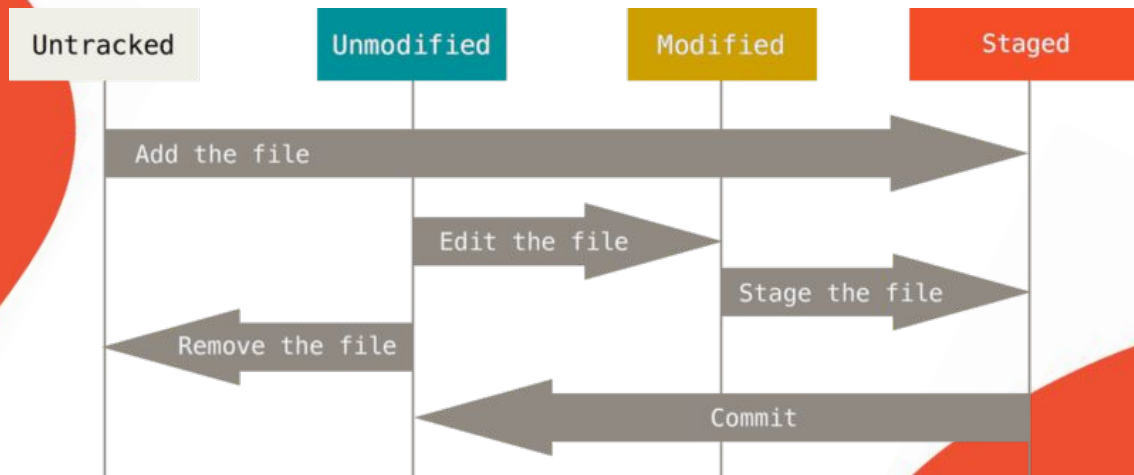 Untracked
Unmodified
Modified
Staged
Add the file
Edit the file
Stage the file
Remove the file
Commit